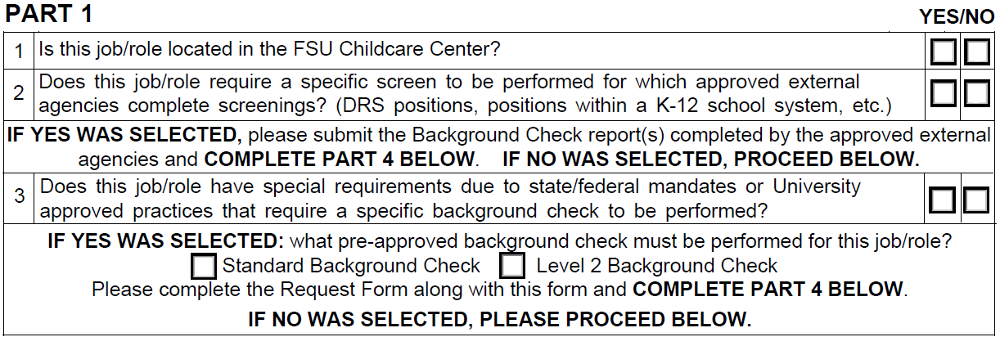 PART 1
YES/NO
1 Is this job/role located in the FSU Childcare Center?
2 Does this job/role require a specific screen to be performed for which approved external
agencies complete screenings? (DRS positions, positions within a K-12 school system, etc.)
IF YES WAS SELECTED, please submit the Background Check report(s) completed by the approved external
agencies and COMPLETE PART 4 BELOW. IF NO WAS SELECTED, PROCEED BELOW.
3 Does this job/role have special requirements due to state/federal mandates or University
approved practices that require a specific background check to be performed?
IF YES WAS SELECTED: what pre-approved background check must be performed for this job/role?
Standard Background Check Level 2 Background Check
Please complete the Request Form along with this form and COMPLETE PART 4 BELOW.
IF NO WAS SELECTED, PLEASE PROCEED BELOW.